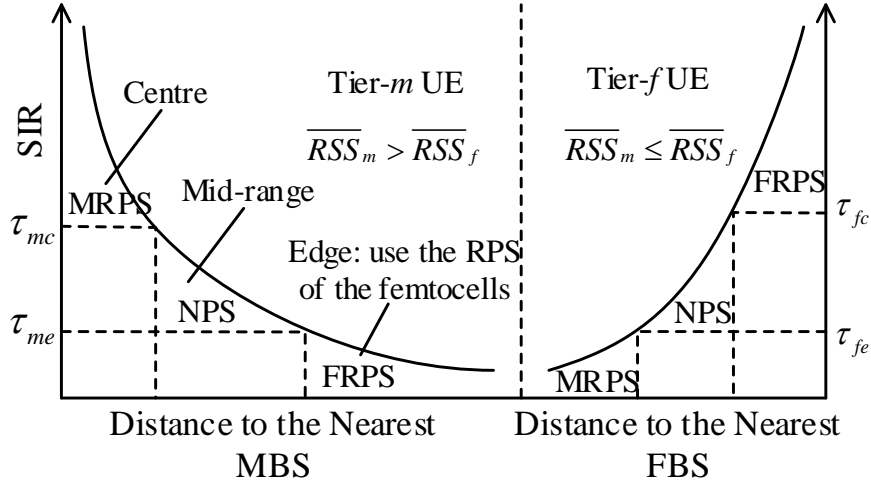 SIR
Centre
Tier-m UE
Tier-f UE
RSS_m > RSS_f
RSS_m ≤ RSS_f
MRPS
Mid-range
FRPS
τ_mc
τ_fc
Edge: use the RPS
of the femtocells
NPS
NPS
τ_me
τ_fe
FRPS
MRPS
Distance to the Nearest
MBS
Distance to the Nearest
FBS